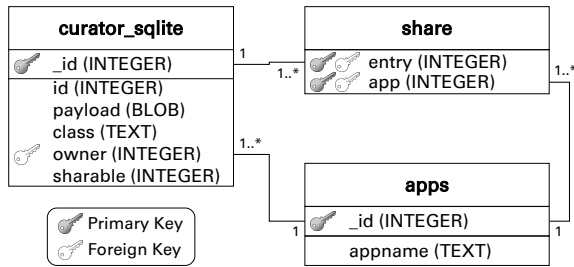 curator_sqlite
_id (INTEGER)
id (INTEGER)
payload (BLOB)
class (TEXT)
owner (INTEGER)
sharable (INTEGER)
1
1..*
share
entry (INTEGER)
app (INTEGER)
1..*
1..*
1
apps
_id (INTEGER)
appname (TEXT)
1
Primary Key
Foreign Key